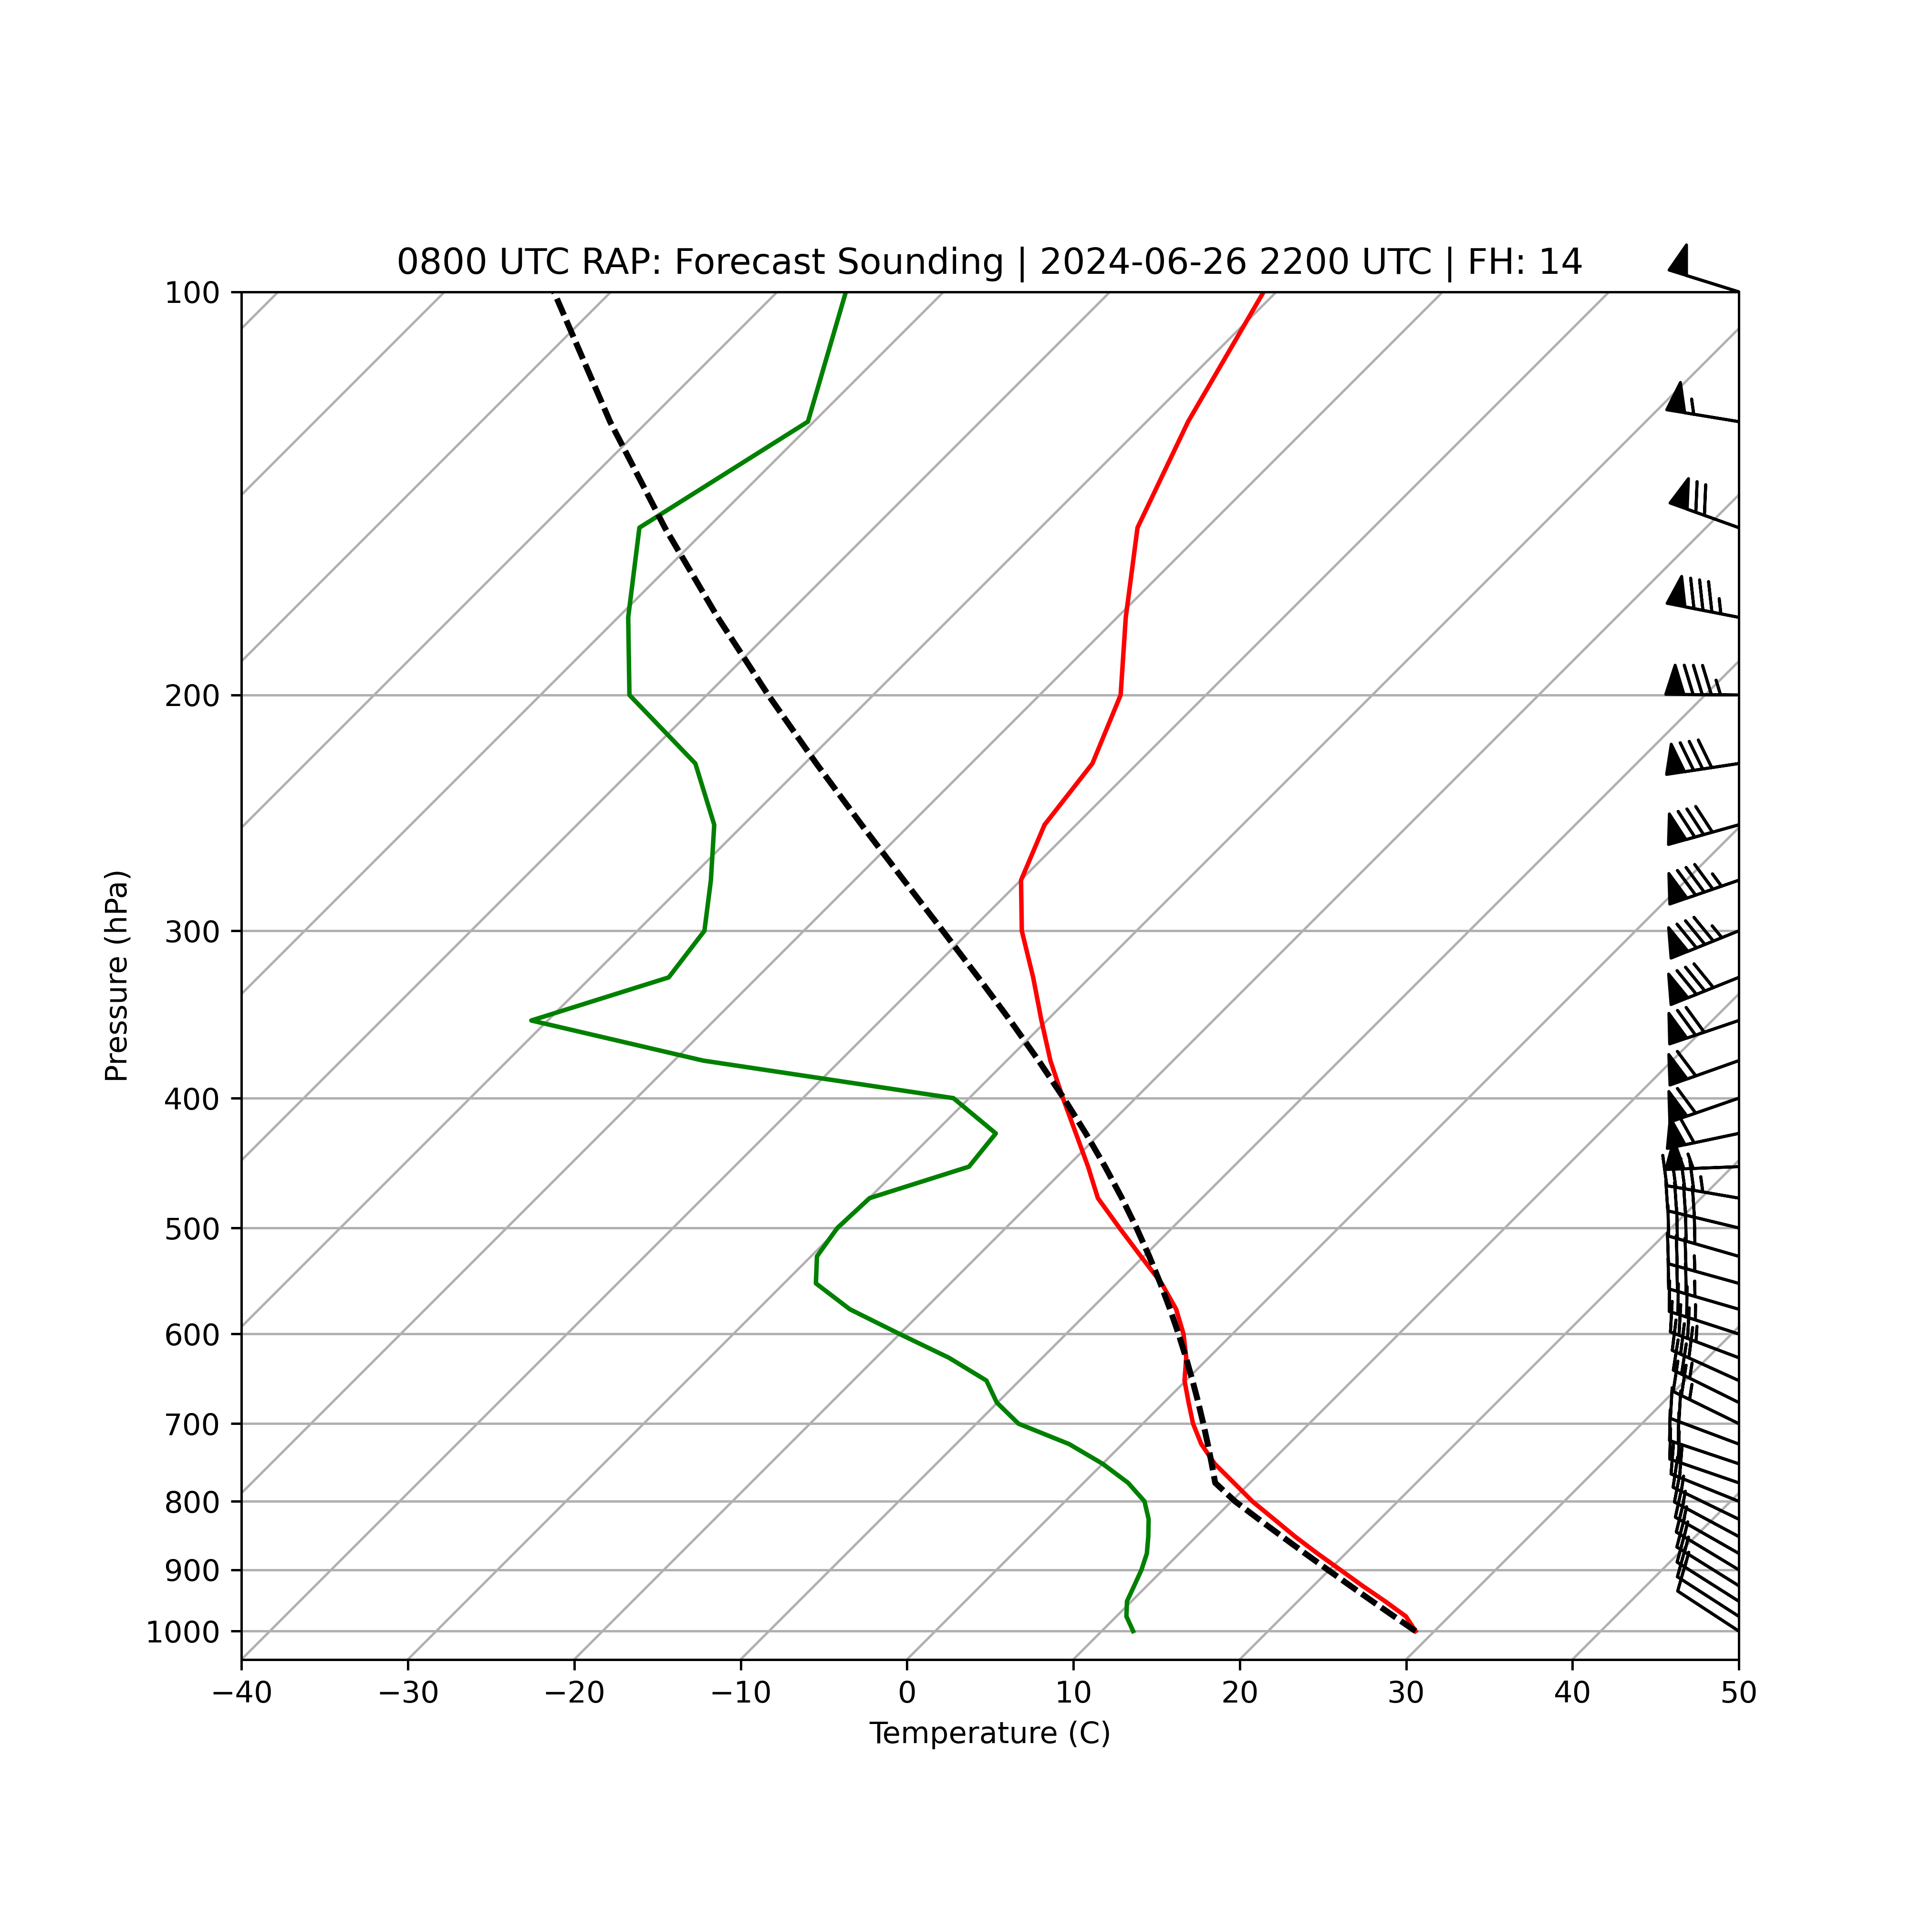 0800 UTC RAP: Forecast Sounding | 2024-06-26 2200 UTC | FH: 14
100
200
300
400
500
600
700
800
900
1000
Pressure (hPa)
−40 −30 −20 −10 0 10 20 30 40 50
Temperature (C)